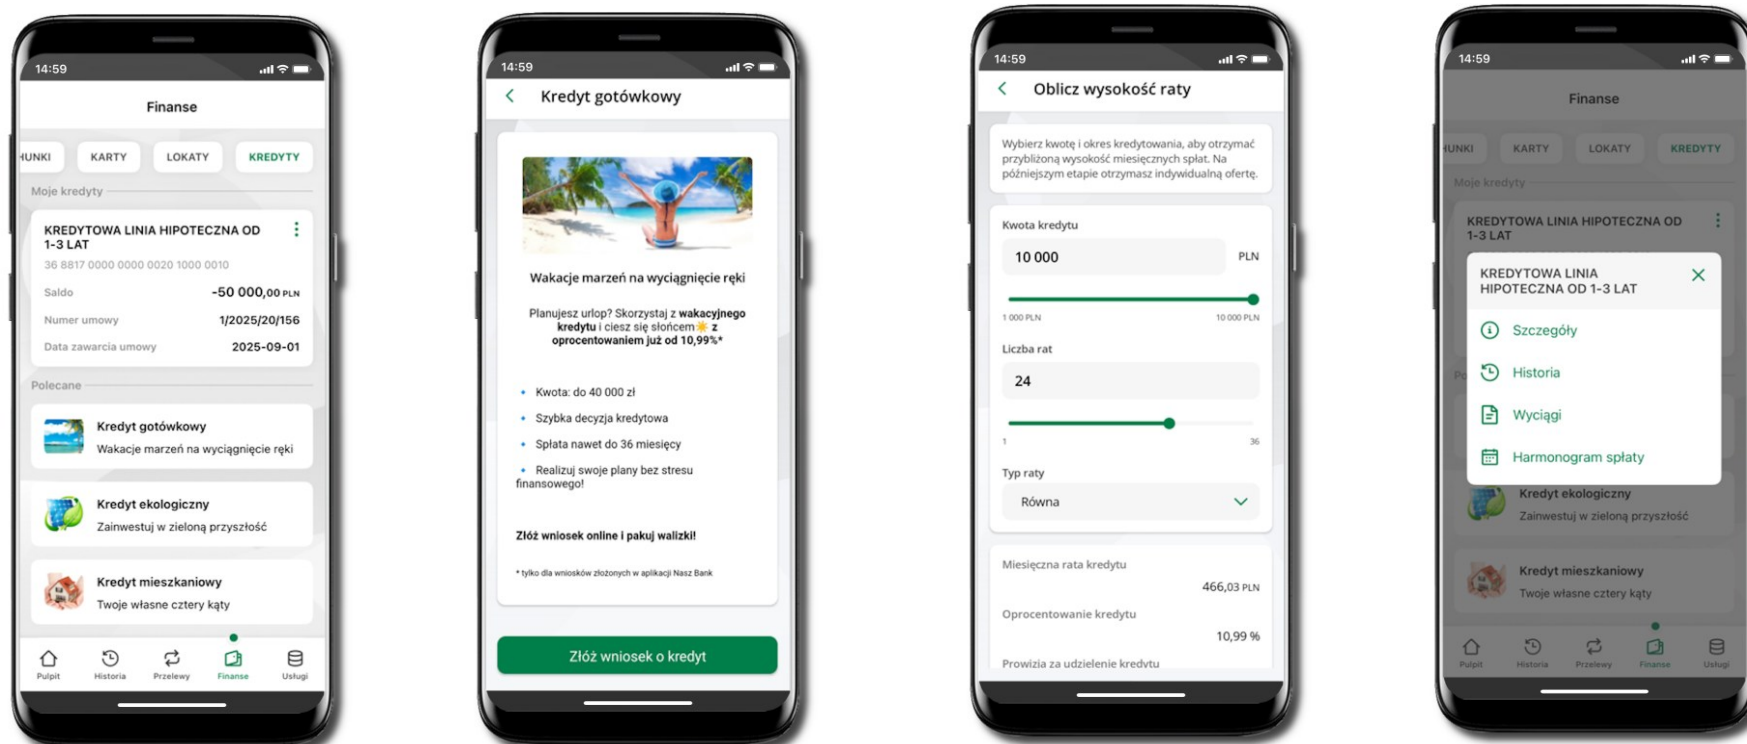 14:59
Finanse
HUNKI
KARTY
LOKATY
KREDYTY
Moje kredyty
KREDYTOWA LINIA HIPOTECZNA OD
1-3 LAT
36 8817 0000 0000 0020 1000 0010
Saldo -50 000,00 PLN
Numer umowy 1/2025/20/156
Data zawarcia umowy 2025-09-01
Polecane
Kredyt gotówkowy
Wakacje marzeń na wyciągnięcie ręki
Kredyt ekologiczny
Zainwestuj w zieloną przyszłość
Kredyt mieszkaniowy
Twoje własne cztery kąty
Pulpit Historia Przelewy Finanse Usługi
14:59
Kredyt gotówkowy
Wakacje marzeń na wyciągnięcie ręki
Planujesz urlop? Skorzystaj z wakacyjnego
kredytu i ciesz się słońcem☀️ z
oprocentowaniem już od 10,99%*
Kwota: do 40 000 zł
Szybka decyzja kredytowa
Spłata nawet do 36 miesięcy
Realizuj swoje plany bez stresu
finansowego!
Złóż wniosek online i pakuj walizki!
* tylko dla wniosków złożonych w aplikacji Nasz Bank
Złóż wniosek o kredyt
14:59
Oblicz wysokość raty
Wybierz kwotę i okres kredytowania, aby otrzymać
przybliżoną wysokość miesięcznych spłat. Na
późniejszym etapie otrzymasz indywidualną ofertę.
Kwota kredytu
10 000 PLN
1 000 PLN 10 000 PLN
Liczba rat
24
1 36
Typ raty
Równa
Miesięczna rata kredytu
466,03 PLN
Oprocentowanie kredytu
10,99 %
Prowizja za udzielenie kredytu
14:59
Finanse
HUNKI
KARTY
LOKATY
KREDYTY
Moje kredyty
KREDYTOWA LINIA HIPOTECZNA OD
1-3 LAT
KREDYTOWA LINIA
HIPOTECZNA OD 1-3 LAT
Szczegóły
Historia
Wyciągi
Harmonogram spłaty
Po
Kredyt ekologiczny
Zainwestuj w zieloną przyszłość
Kredyt mieszkaniowy
Twoje własne cztery kąty
Pulpit Historia Przelewy Finanse Usługi